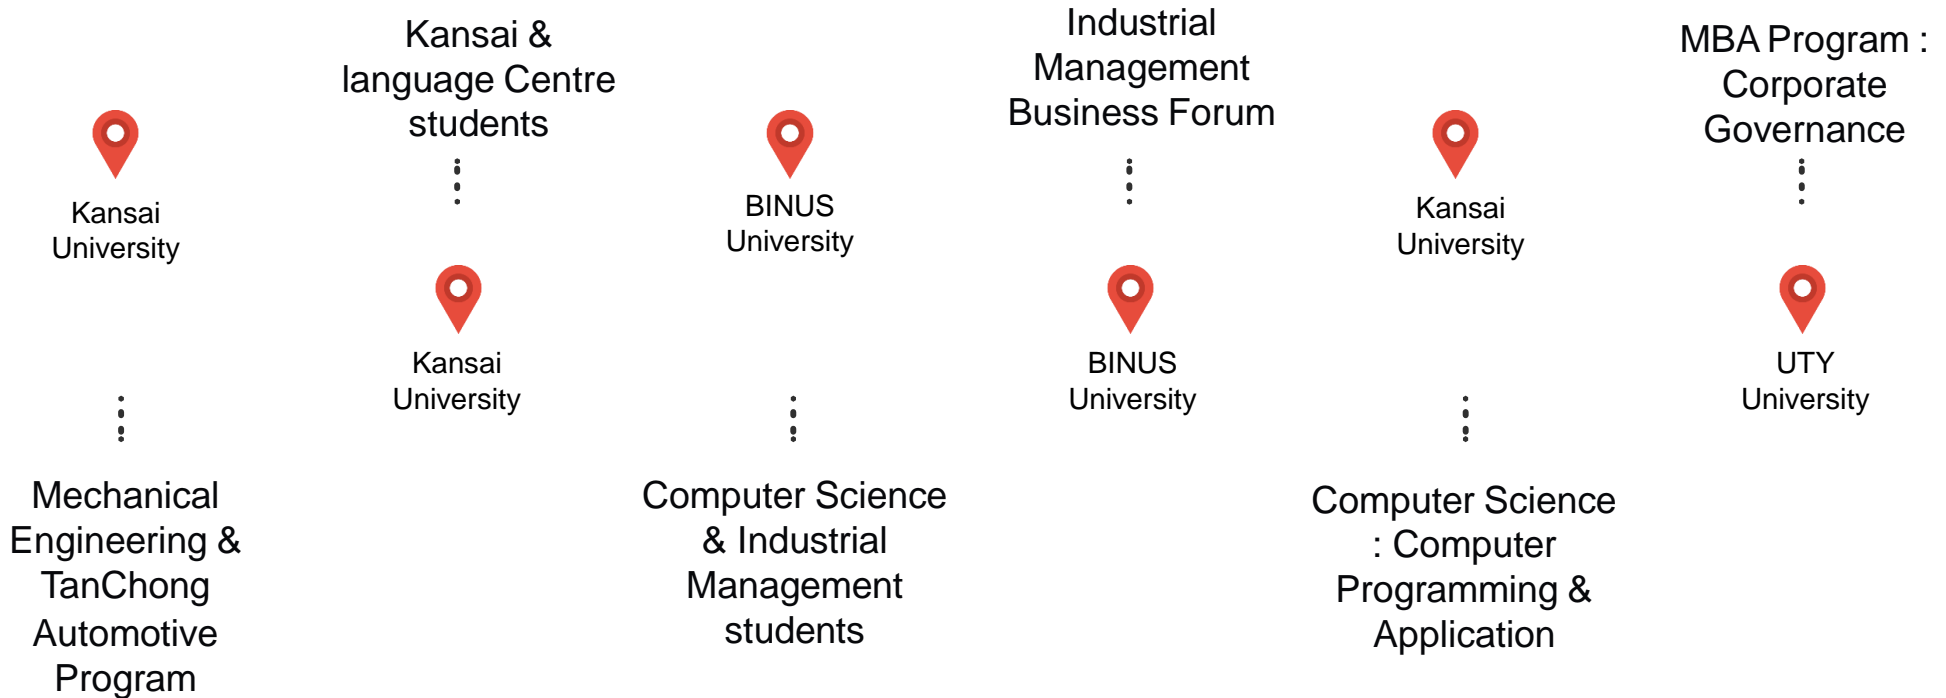 Kansai
University
Mechanical
Engineering &
TanChong
Automotive
Program
Kansai &
language Centre
students
Kansai
University
BINUS
University
Computer Science
& Industrial
Management
students
Industrial
Management
Business Forum
BINUS
University
Kansai
University
Computer Science
: Computer
Programming &
Application
MBA Program :
Corporate
Governance
UTY
University